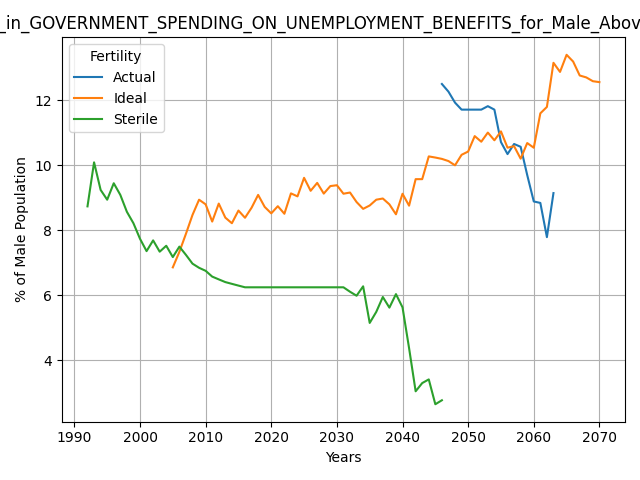 _in_GOVERNMENT_SPENDING_ON_UNEMPLOYMENT_BENEFITS_for_Male_Abov
Fertility
Actual
Ideal
Sterile
% of Male Population
12
10
8
6
4
1990 2000 2010 2020 2030 2040 2050 2060 2070
Years